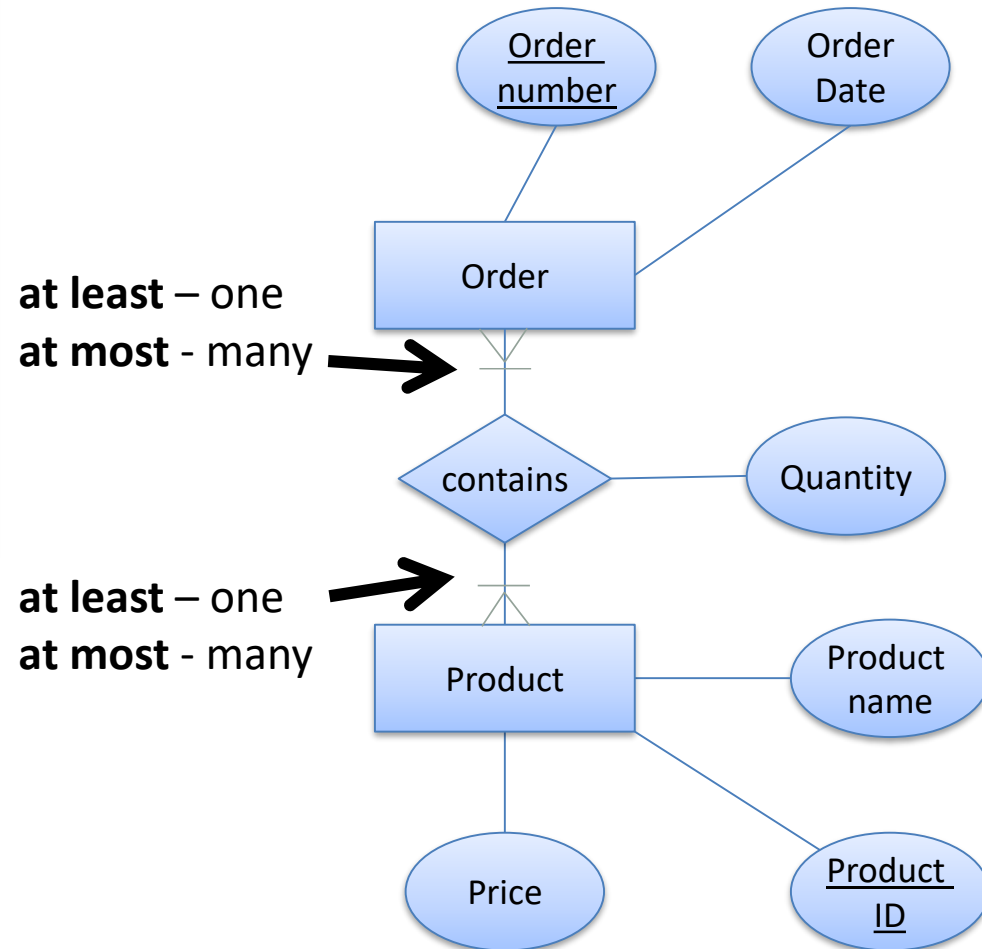 Order
number
Order
Date
Order
at least – one
at most - many
contains
Quantity
at least – one
at most - many
Product
Product
name
Price
Product
ID